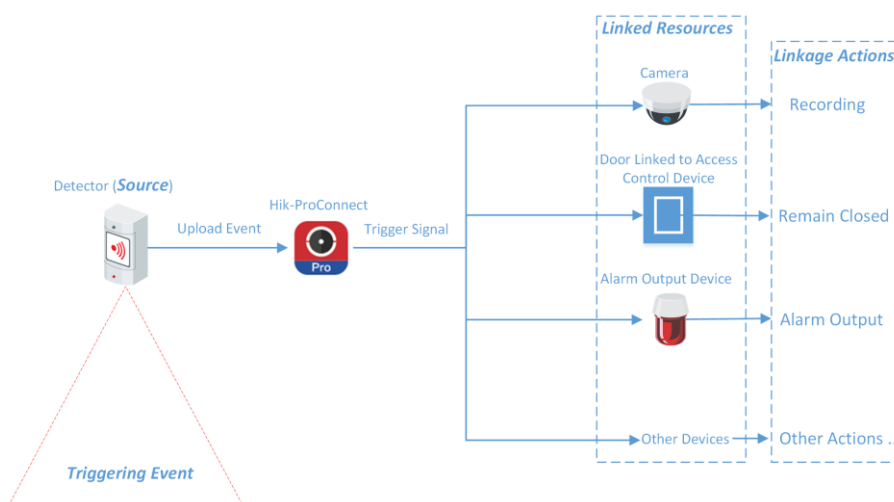 Linked Resources
Linkage Actions
Camera
Recording
Door Linked to Access
Control Device
Detector (Source)
Hik-ProConnect
Upload Event
Trigger Signal
Remain Closed
Pro
Alarm Output Device
Alarm Output
Other Devices
Other Actions ..
Triggering Event